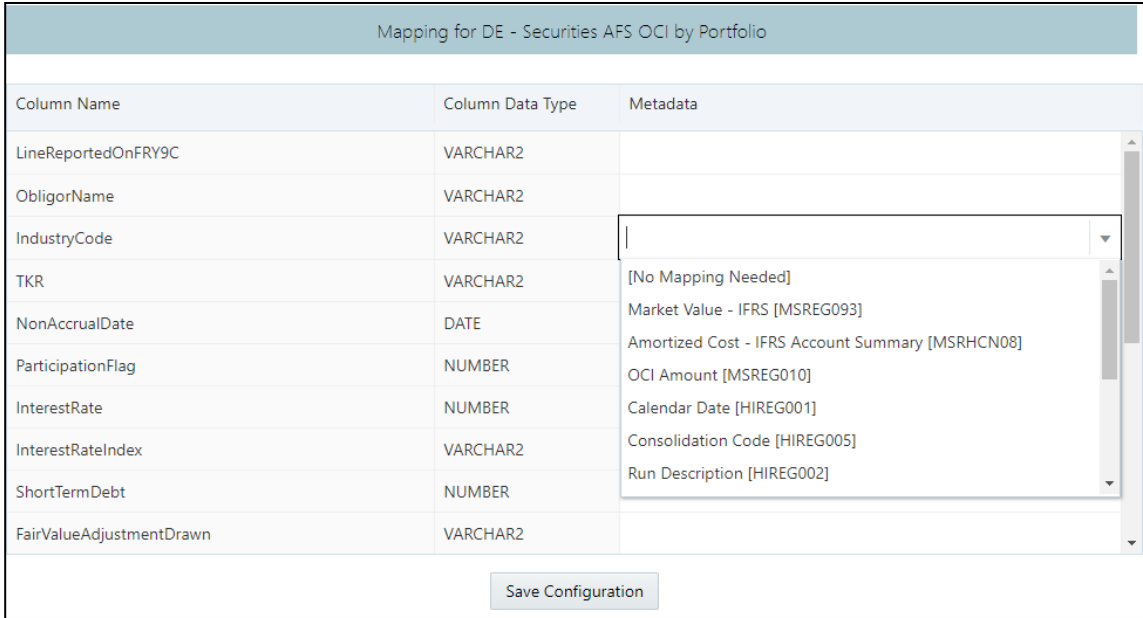 Mapping for DE - Securities AFS OCI by Portfolio
Column Name Column Data Type Metadata
LineReportedOnFRY9C VARCHAR2
ObligorName VARCHAR2
IndustryCode VARCHAR2
TKR VARCHAR2 [No Mapping Needed]
NonAccrualDate DATE Market Value - IFRS [MSREG093]
Amortized Cost - IFRS Account Summary [MSRHCN08]
ParticipationFlag NUMBER OCI Amount [MSREG010]
InterestRate NUMBER Calendar Date [HIREG001]
InterestRateIndex VARCHAR2 Consolidation Code [HIREG005]
Run Description [HIREG002]
ShortTermDebt NUMBER
FairValueAdjustmentDrawn VARCHAR2
Save Configuration